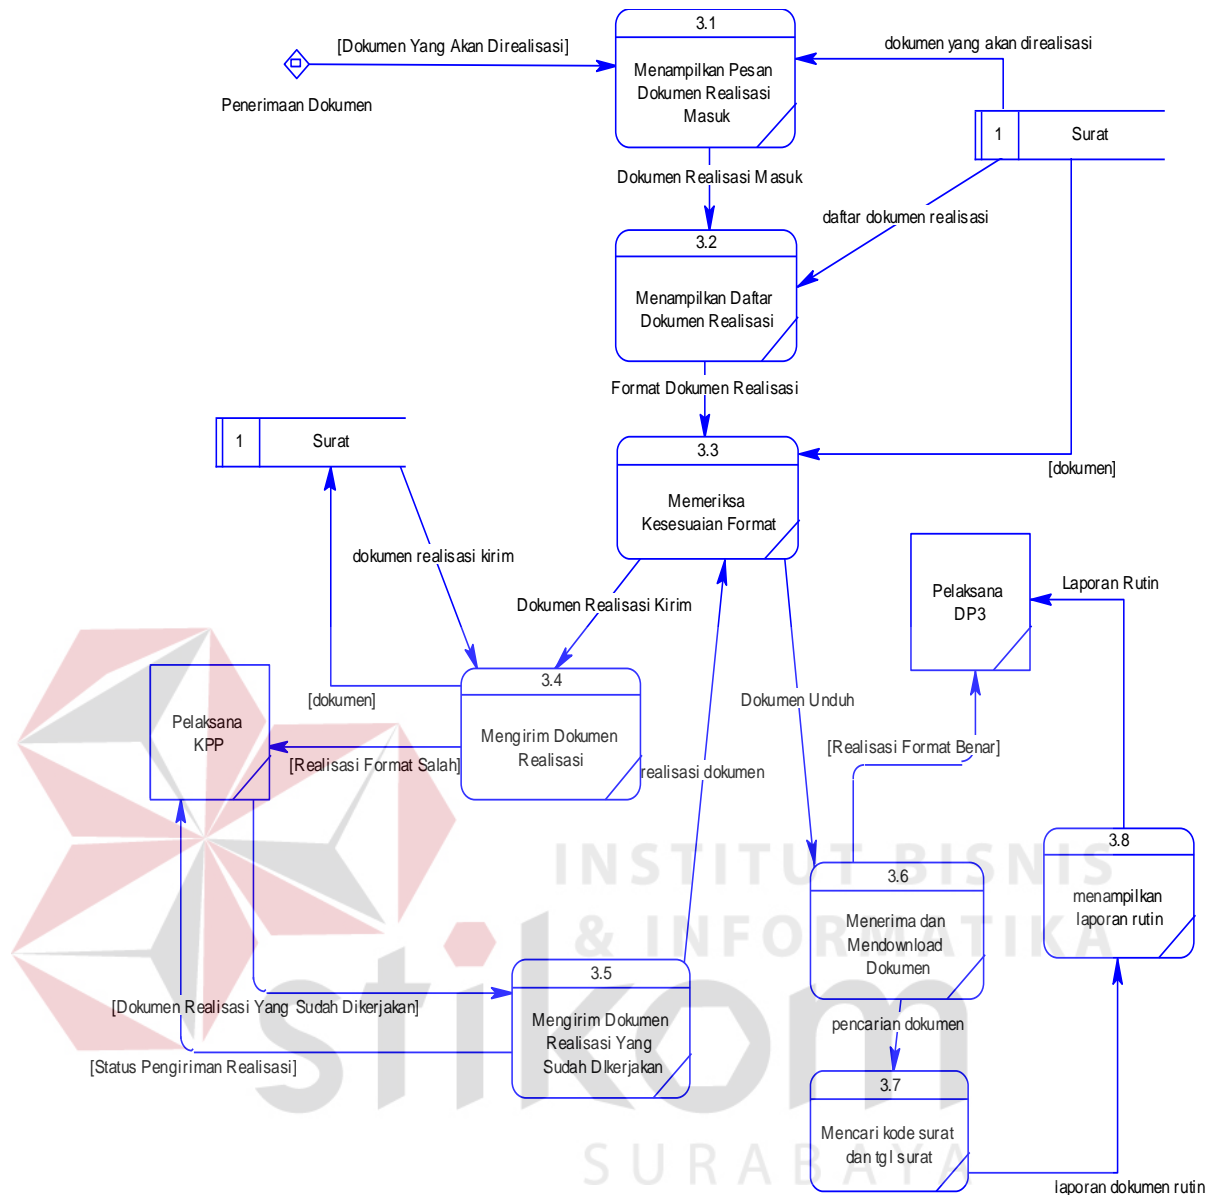 3.1
[Dokumen Yang Akan Direalisasi]
dokumen yang akan direalisasi
Menampilkan Pesan
Dokumen Realisasi
Masuk
Penerimaan Dokumen
1
Surat
Dokumen Realisasi Masuk
daftar dokumen realisasi
3.2
Menampilkan Daftar
Dokumen Realisasi
Format Dokumen Realisasi
1
Surat
3.3
[dokumen]
Memeriksa
Kesesuaian Format
dokumen realisasi kirim
Dokumen Realisasi Kirim
Pelaksana
DP3
Laporan Rutin
3.4
[dokumen]
Dokumen Unduh
Pelaksana
KPP
Mengirim Dokumen
Realisasi
[Realisasi Format Salah]
realisasi dokumen
[Realisasi Format Benar]
3.8
menampilkan
laporan rutin
INSTITUT BISNIS
& INFORMATIKA
3.6
Menerima dan
Mendownload
Dokumen
stikom
3.5
[Dokumen Realisasi Yang Sudah Dikerjakan]
Mengirim Dokumen
Realisasi Yang
Sudah DIkerjakan
pencarian dokumen
[Status Pengiriman Realisasi]
3.7
Mencari kode surat
dan tgl surat
SURABAYA
laporan dokumen rutin